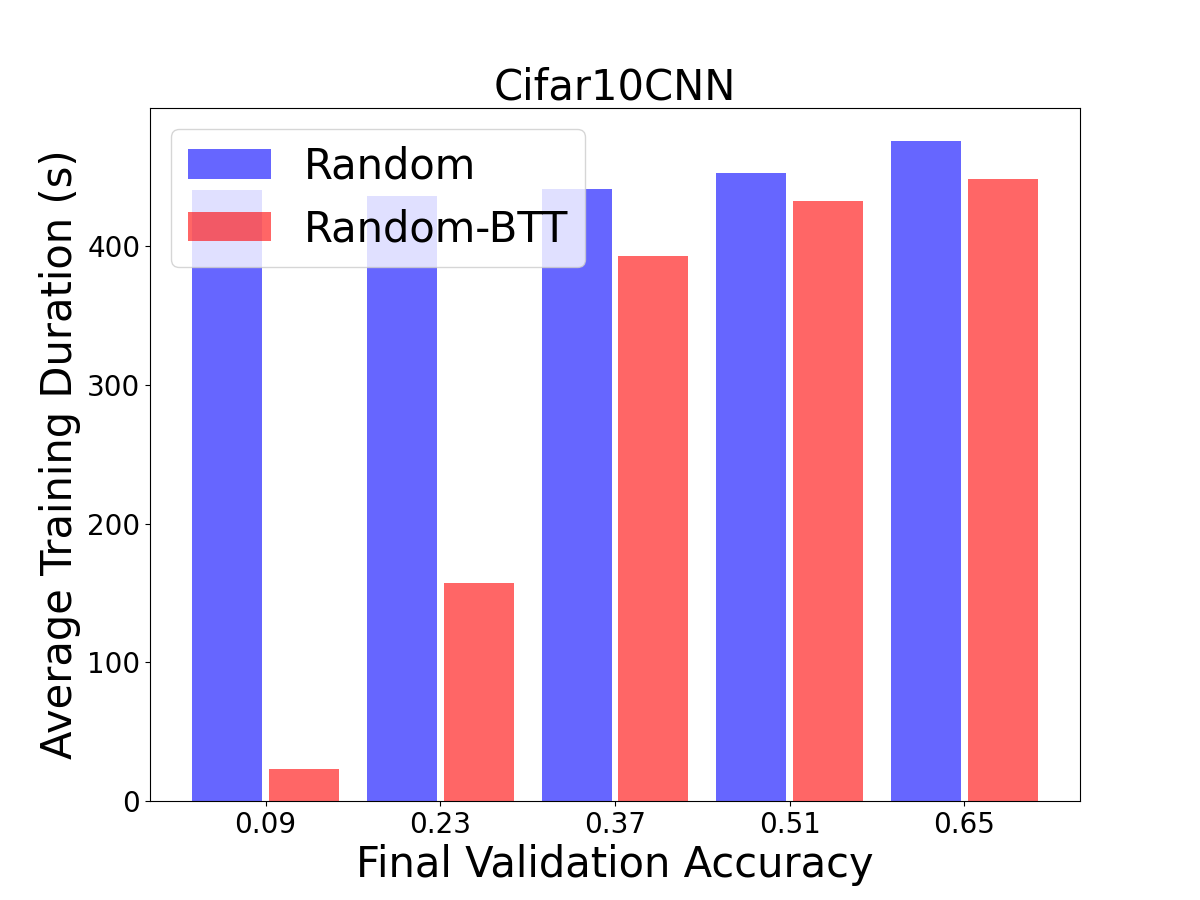 Cifar10CNN
Random
Random-BTT
Average Training Duration (s)
400
300
200
100
0
0.09 0.23 0.37 0.51 0.65
Final Validation Accuracy